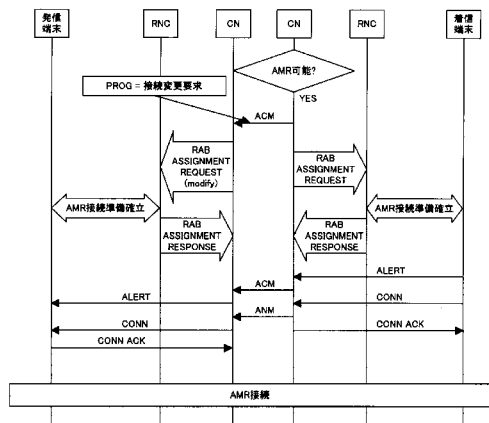 発信
端末
RNC
CN
CN
RNC
着信
端末
AMR可能?
YES
PROG = 接続変更要求
ACM
RAB
ASSIGNMENT
REQUEST
(modify)
RAB
ASSIGNMENT
REQUEST
AMR接続準備確立
AMR接続準備確立
RAB
ASSIGNMENT
RESPONSE
RAB
ASSIGNMENT
RESPONSE
ALERT
ACM
ALERT
CONN
ANM
CONN
CONN ACK
CONN ACK
AMR接続